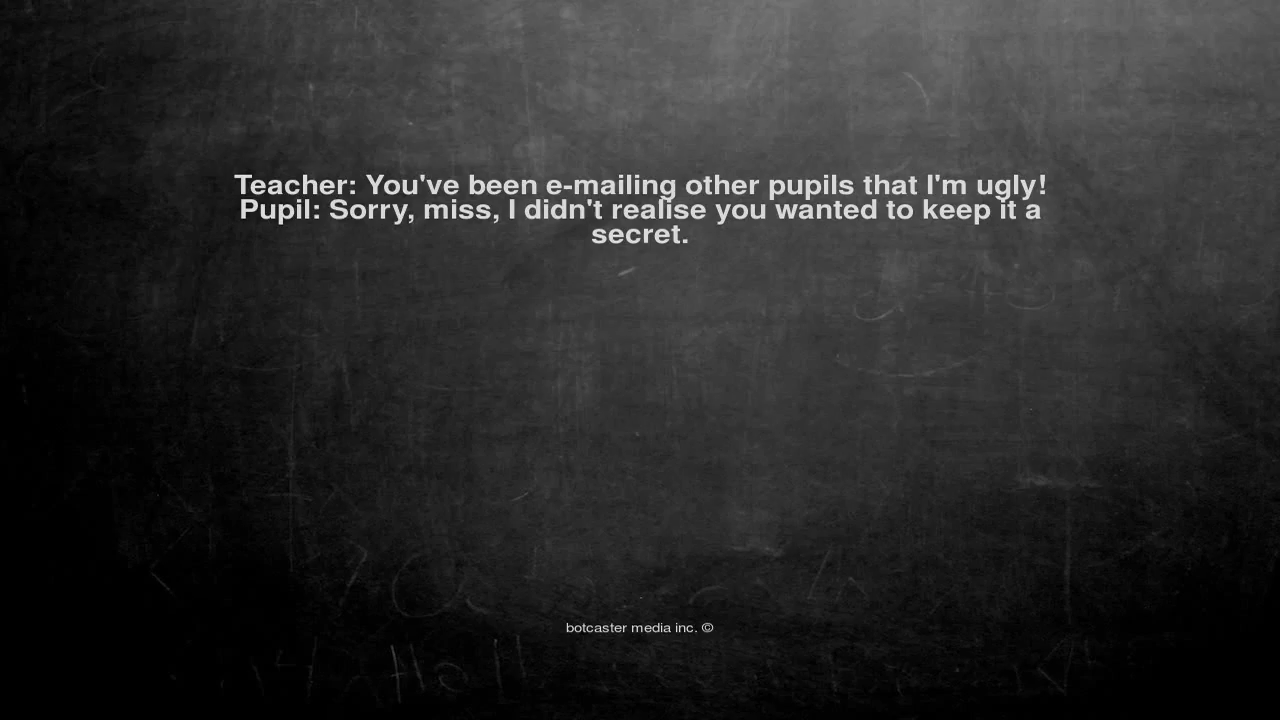 Teacher: You've been e-mailing other pupils that I'm ugly!
Pupil: Sorry, miss, I didn't realise you wanted to keep it a
secret.
botcaster media inc. ©